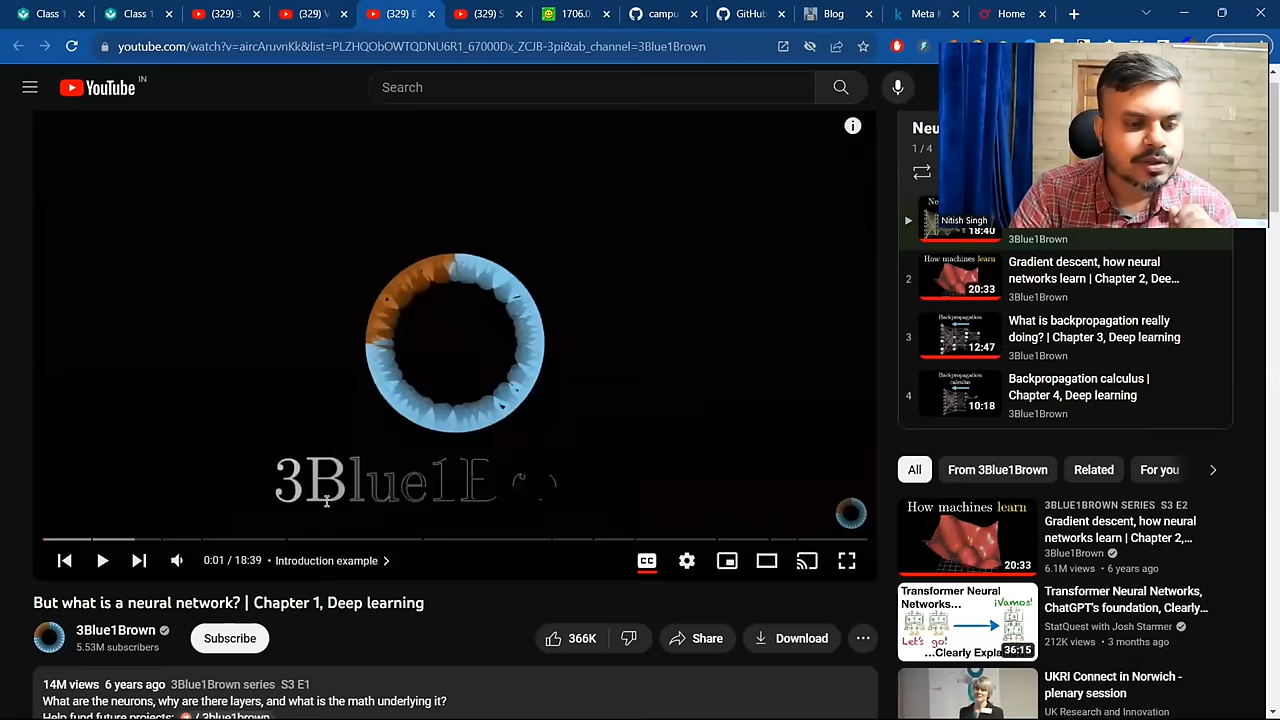 Class
Class
(329) 3
(329) V
(329) E
(329) S
1706.0
campu
GitHub
Blog
Meta
Home
youtube.com/watch?v=aircAruvnKk&list=PLZHQObOWTQDNU6R1_67000Dx_ZCJB-3pi&ab_channel=3Blue1Brown
YouTube IN
Search
Neu
1 / 4
Nitish Singh
18:40
3Blue1Brown
2
How machines learn
20:33
Gradient descent, how neural
networks learn | Chapter 2, Dee...
3Blue1Brown
3
Backpropagation
12:47
What is backpropagation really
doing? | Chapter 3, Deep learning
3Blue1Brown
4
Backpropagation
calculus
10:18
Backpropagation calculus |
Chapter 4, Deep learning
3Blue1Brown
3Blue1B
0:01 / 18:39 • Introduction example
CC
But what is a neural network? | Chapter 1, Deep learning
3Blue1Brown
5.53M subscribers
Subscribe
366K
Share
Download
14M views 6 years ago 3Blue1Brown series S3 E1
What are the neurons, why are there layers, and what is the math underlying it?
Help fund future projects: / 3blue1brown
All
From 3Blue1Brown
Related
For you
How machines learn
20:33
3BLUE1BROWN SERIES S3 E2
Gradient descent, how neural
networks learn | Chapter 2,...
3Blue1Brown
6.1M views • 6 years ago
Transformer Neural
Networks...
¡Vamos!
Let's go!
...Clearly Expla
36:15
Transformer Neural Networks,
ChatGPT's foundation, Clearly...
StatQuest with Josh Starmer
212K views • 3 months ago
UKRI Connect in Norwich -
plenary session
UK Research and Innovation